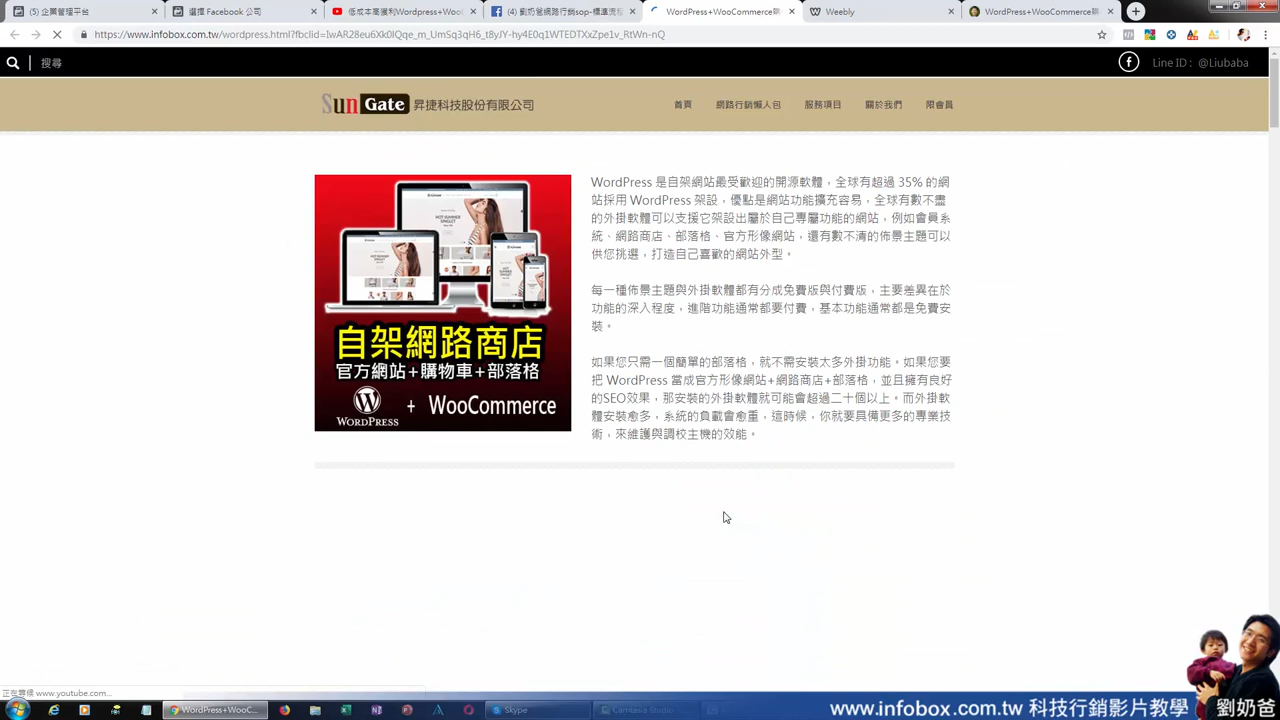 (5) 企業管理平台
選擇 Facebook 公司
低成本高獲利Wordpress+WooC
(4) 劉奶爸網路行銷sop-標準流程
WordPress+WooCommerce
Weebly
WordPress+WooCommerce
https://www.infobox.com.tw/wordpress.html?fbclid=IwAR28eu6Xk0IQqe_m_UmSq3qH6_t8yJY-hy4E0q1WTEDTXxZpe1v_RtWn-nQ
搜尋
Line ID : @Liubaba
Sun Gate 昇捷科技股份有限公司
首頁
網路行銷懶人包
服務項目
關於我們
限會員
WordPress 是自架網站最受歡迎的開源軟體，全球有超過 35% 的網
站採用 WordPress 架設，優點是網站功能擴充容易，全球有數不盡
的外掛軟體可以支援它架設出屬於自己專屬功能的網站，例如會員系
統、網路商店、部落格、官方形像網站，還有數不清的佈景主題可以
供您挑選，打造自己喜歡的網站外型。
每一種佈景主題與外掛軟體都有分成免費版與付費版，主要差異在於
功能的深入程度，進階功能通常都要付費，基本功能通常都是免費安
裝。
如果您只需一個簡單的部落格，就不需安裝太多外掛功能。如果您要
把 WordPress 當成官方形像網站+網路商店+部落格，並且擁有良好
的SEO效果，那安裝的外掛軟體就可能會超過二十個以上。而外掛軟
體安裝愈多，系統的負載會愈重，這時候，你就要具備更多的專業技
術，來維護與調校主機的效能。
HOT SUMMER
SINGLET
HOT SUMMER
SINGLET
自架網路商店
官方網站+購物車+部落格
WORDPRESS + WooCommerce
正在等候 www.youtube.com...
WordPress+WooC...
Skype
Camtasia Studio
www.infobox.com.tw 科技行銷影片教學
劉奶爸